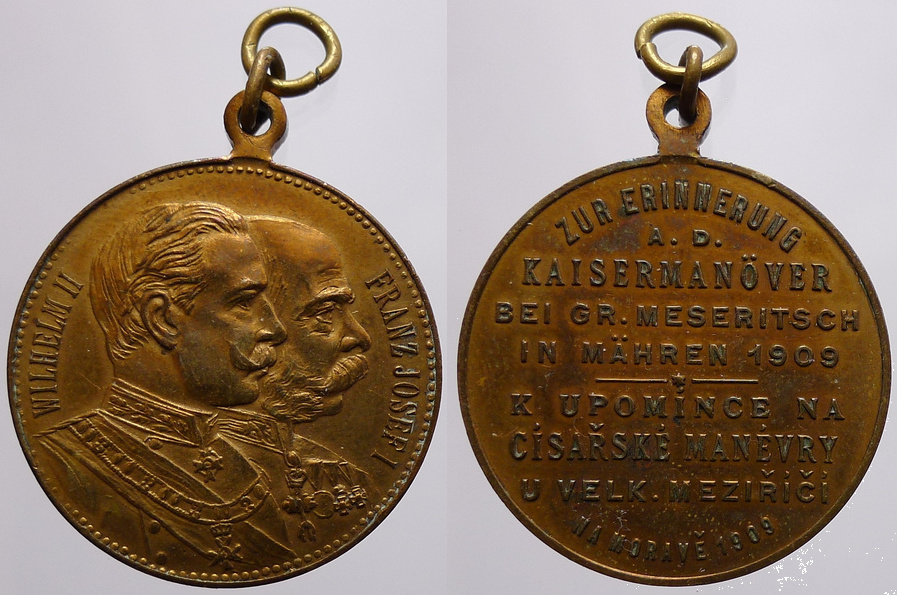 WILHELM II
FRANZ JOSEF I
ZUR ERINNERUNG
A. D.
KAISERMANÖVER
BEI GR. MESERITSCH
IN MÄHREN 1909
K UPOMÍNCE NA
CÍSAŘSKÉ MANÉVRY
U VELK. MEZIŘÍČÍ
NA MORAVĚ 1909